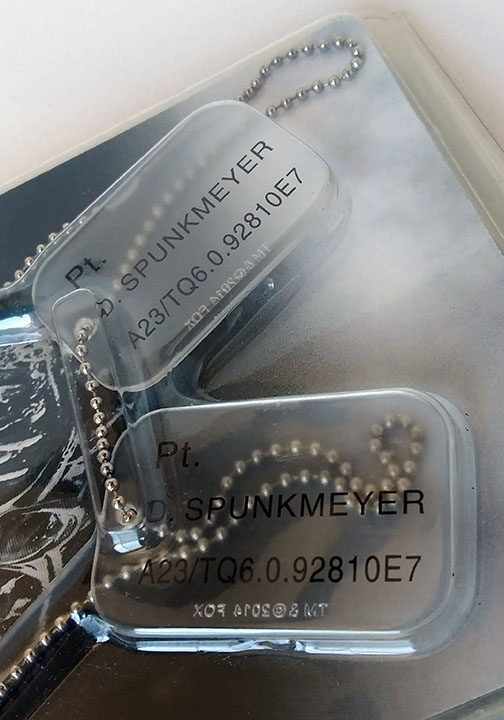 Pt.
D. SPUNKMEYER
A23/TQ6.0.92810E7
TM &©2014 FOX
Pt.
D. SPUNKMEYER
A23/TQ6.0.92810E7
TM &©2014 FOX